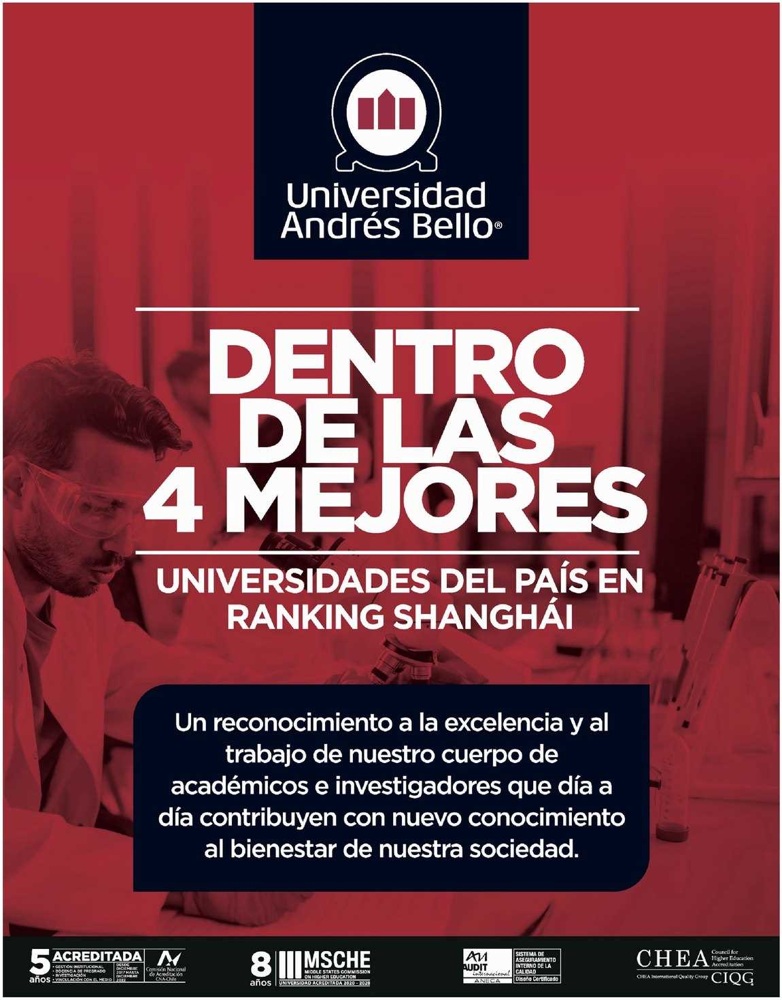 Universidad
Andrés Bello®
DENTRO
DE LAS
4 MEJORES
UNIVERSIDADES DEL PAÍS EN
RANKING SHANGHÁI
Un reconocimiento a la excelencia y al
trabajo de nuestro cuerpo de
académicos e investigadores que día a
día contribuyen con nuevo conocimiento
al bienestar de nuestra sociedad.
5 años
ACREDITADA
• GESTIÓN INSTITUCIONAL
• DOCENCIA DE PREGRADO
• INVESTIGACIÓN
• VINCULACIÓN CON EL MEDIO
DESDE
DICIEMBRE
2017 HASTA
DICIEMBRE
2022
Comisión Nacional
de Acreditación
CNA-Chile
8 años
MSCHE
MIDDLE STATES COMMISSION
ON HIGHER EDUCATION
UNIVERSIDAD ACREDITADA 2020 - 2028
AUDIT
internacional
ANECA
SISTEMA DE
ASEGURAMIENTO
INTERNO DE LA
CALIDAD
Diseño Certificado
CHEA
Council for
Higher Education
Accreditation
CHEA International Quality Group
CIQG®